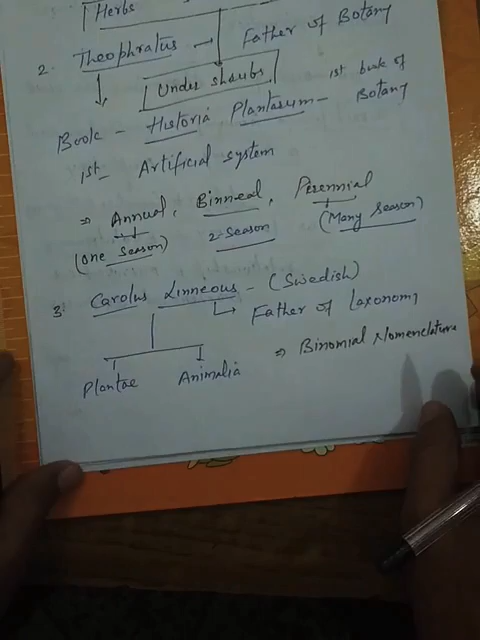 Herbs
2. Theophratus → Father of Botany
Under shrubs
Book - Historia Plantarum - 1st book of Botany
1st - Artificial system
⇒ Annual, Binneal, Perennial
(One Season) 2-Season (Many Season)
3. Carolus Linneous - (Swedish)
→ Father of Taxonomy
⇒ Binomial Nomenclature
Plantae Animalia